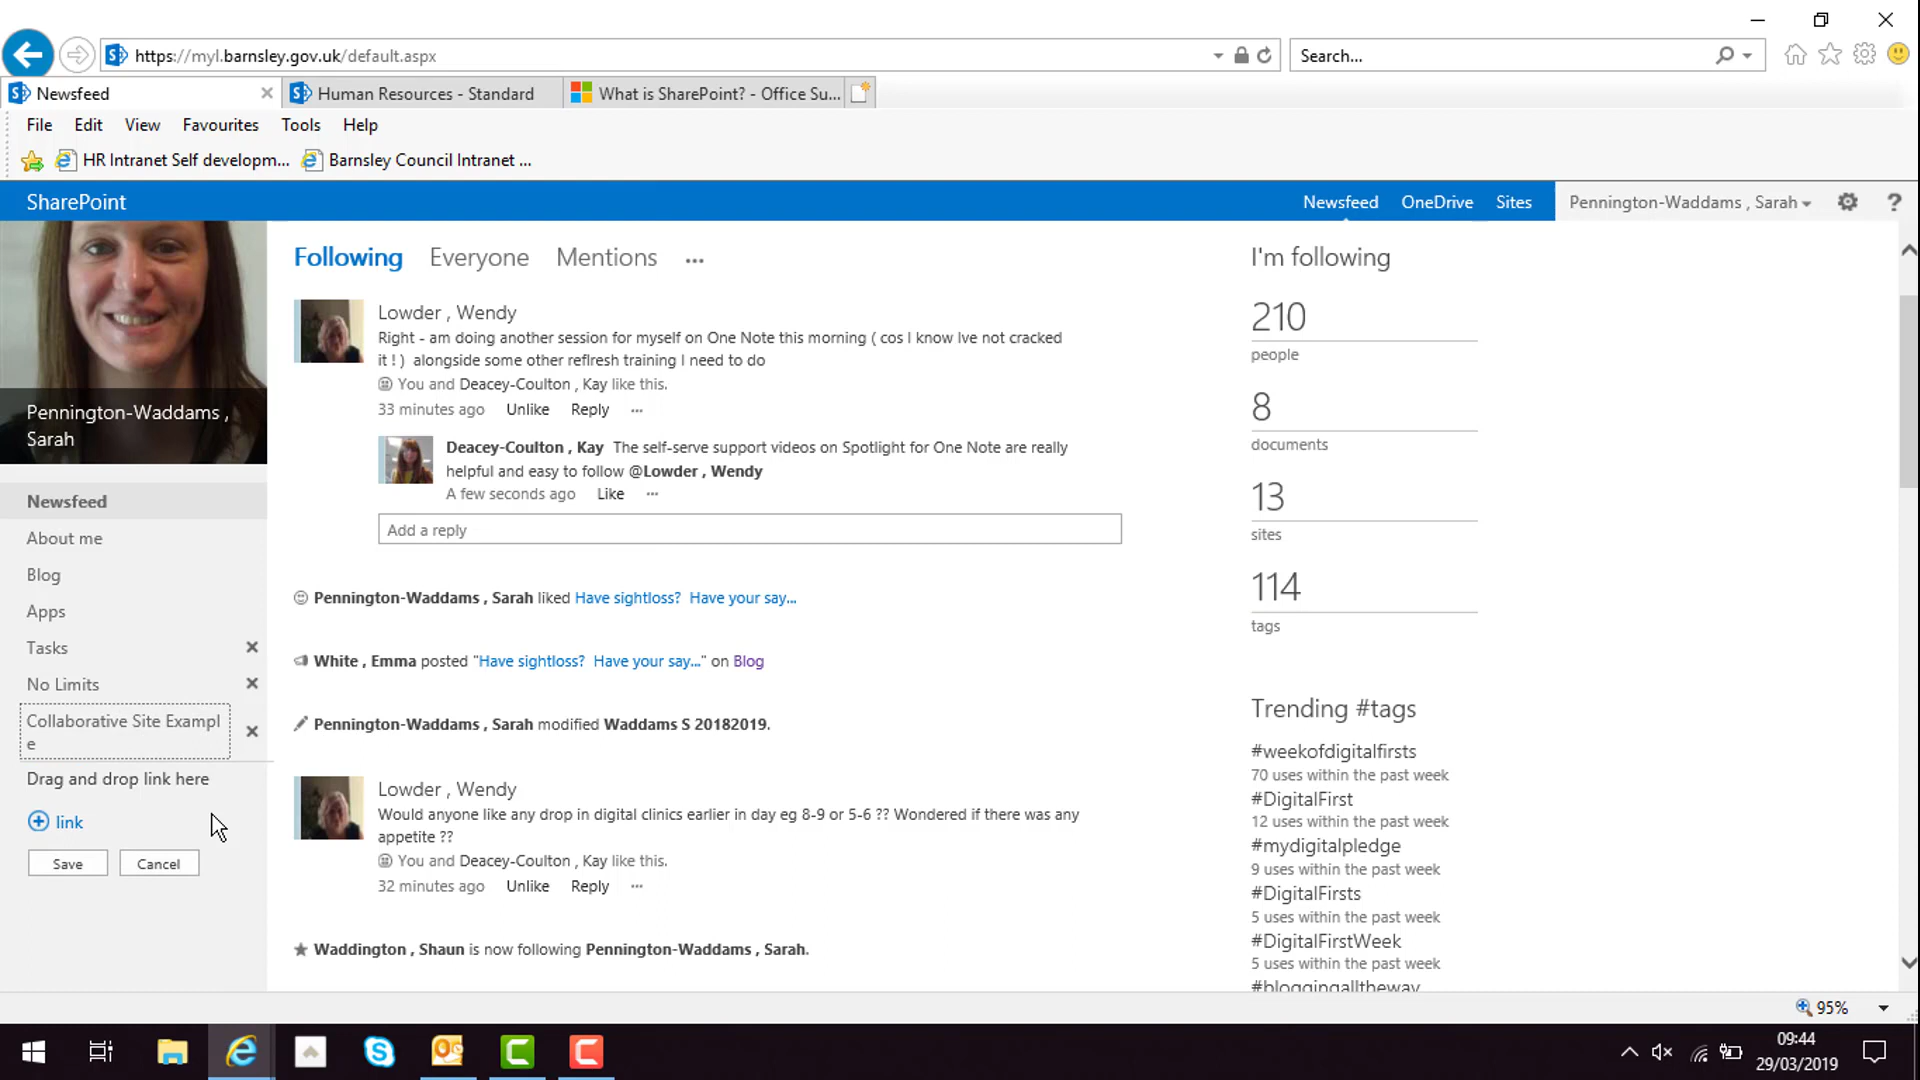 https://myl.barnsley.gov.uk/default.aspx
Search...
Newsfeed
Human Resources - Standard
What is SharePoint? - Office Su...
File Edit View Favourites Tools Help
HR Intranet Self developm...
Barnsley Council Intranet ...
SharePoint
Newsfeed OneDrive Sites
Pennington-Waddams , Sarah
?
Pennington-Waddams ,
Sarah
Newsfeed
About me
Blog
Apps
Tasks
No Limits
Collaborative Site Exampl
e
Drag and drop link here
link
Save Cancel
Following Everyone Mentions ...
Lowder , Wendy
Right - am doing another session for myself on One Note this morning ( cos I know Ive not cracked
it ! ) alongside some other reflresh training I need to do
You and Deacey-Coulton , Kay like this.
33 minutes ago Unlike Reply ...
Deacey-Coulton , Kay The self-serve support videos on Spotlight for One Note are really
helpful and easy to follow @Lowder , Wendy
A few seconds ago Like ...
Add a reply
Pennington-Waddams , Sarah liked Have sightloss? Have your say...
White , Emma posted "Have sightloss? Have your say..." on Blog
Pennington-Waddams , Sarah modified Waddams S 20182019.
Lowder , Wendy
Would anyone like any drop in digital clinics earlier in day eg 8-9 or 5-6 ?? Wondered if there was any
appetite ??
You and Deacey-Coulton , Kay like this.
32 minutes ago Unlike Reply ...
Waddington , Shaun is now following Pennington-Waddams , Sarah.
I'm following
210
people
8
documents
13
sites
114
tags
Trending #tags
#weekofdigitalfirsts
70 uses within the past week
#DigitalFirst
12 uses within the past week
#mydigitalpledge
9 uses within the past week
#DigitalFirsts
5 uses within the past week
#DigitalFirstWeek
5 uses within the past week
#bloggingalltheway
95%
09:44
29/03/2019